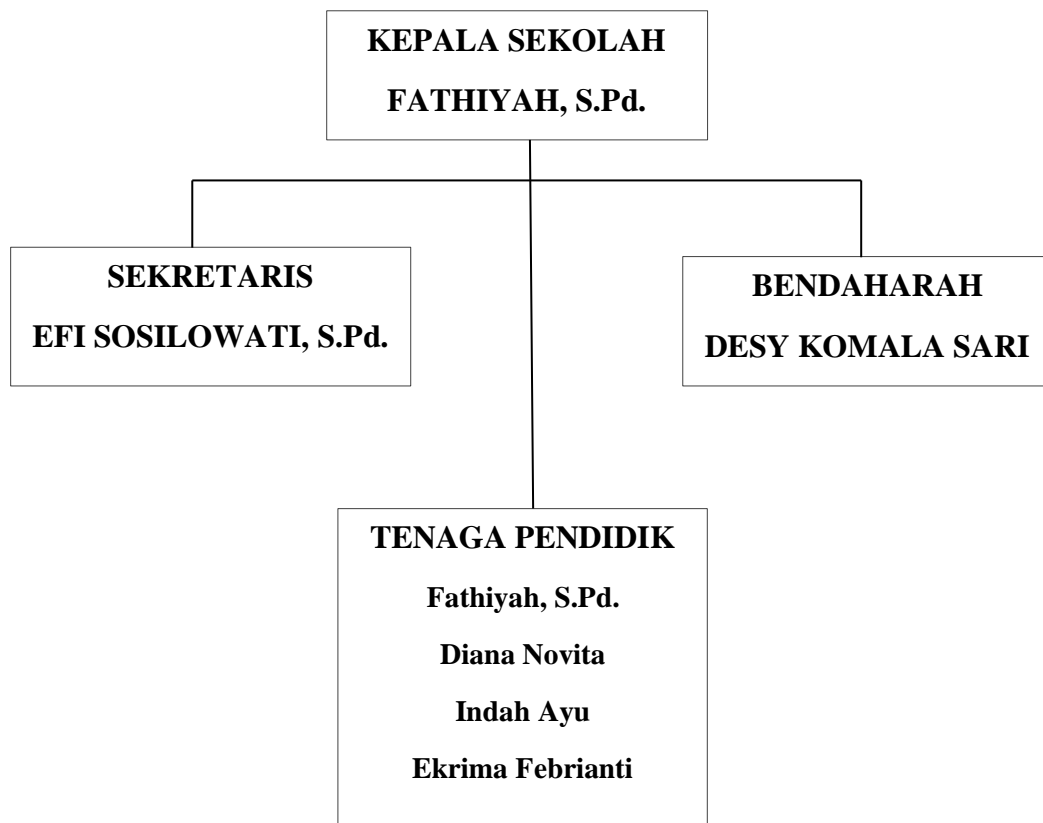 KEPALA SEKOLAH
FATHIYAH, S.Pd.
SEKRETARIS
EFI SOSILOWATI, S.Pd.
BENDAHARAH
DESY KOMALA SARI
TENAGA PENDIDIK
Fathiyah, S.Pd.
Diana Novita
Indah Ayu
Ekrima Febrianti